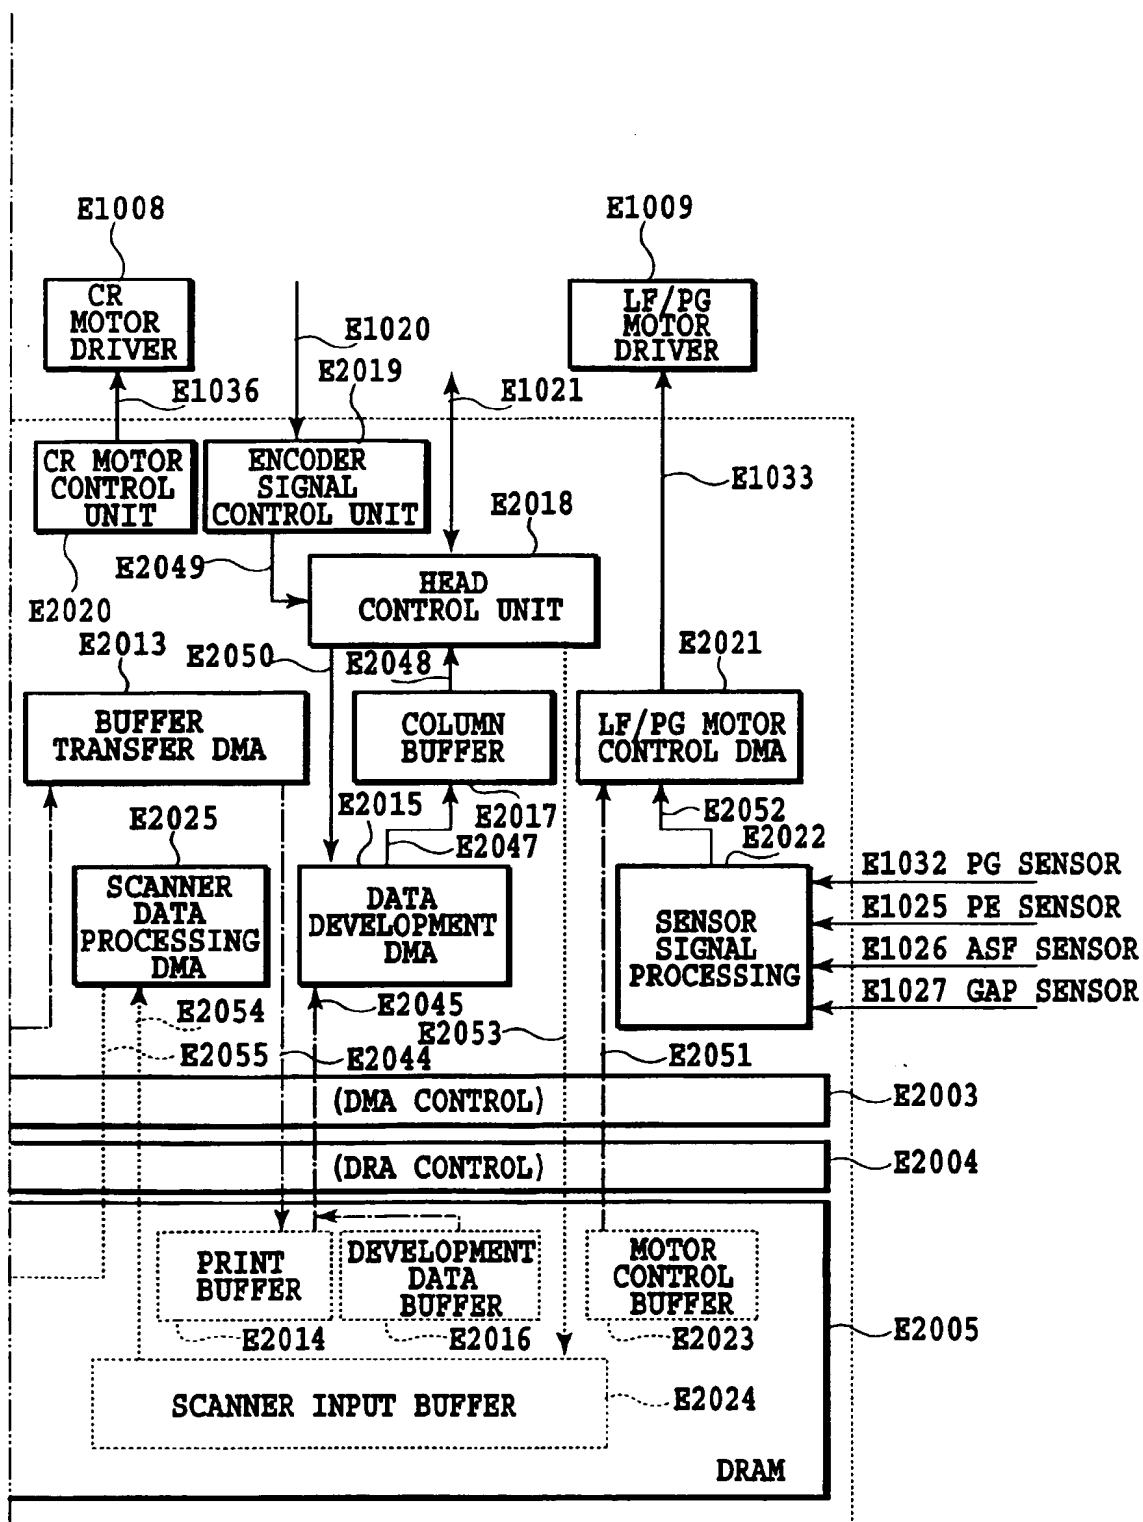 E1008
E1009
CR
MOTOR
DRIVER
LF/PG
MOTOR
DRIVER
E1020
E2019
E1036
E1021
CR MOTOR
CONTROL
UNIT
ENCODER
SIGNAL
CONTROL UNIT
E1033
E2018
E2049
HEAD
CONTROL UNIT
E2020
E2013
E2050
E2048
E2021
BUFFER
TRANSFER DMA
COLUMN
BUFFER
LF/PG MOTOR
CONTROL DMA
E2015
E2017
E2052
E2025
E2047
E2022
SCANNER
DATA
PROCESSING
DMA
DATA
DEVELOPMENT
DMA
SENSOR
SIGNAL
PROCESSING
E1032 PG SENSOR
E1025 PE SENSOR
E1026 ASF SENSOR
E1027 GAP SENSOR
E2054
E2045
E2053
E2055
E2044
E2051
(DMA CONTROL)
E2003
(DRA CONTROL)
E2004
PRINT
BUFFER
DEVELOPMENT
DATA
BUFFER
MOTOR
CONTROL
BUFFER
E2014
E2016
E2023
E2005
SCANNER INPUT BUFFER
E2024
DRAM